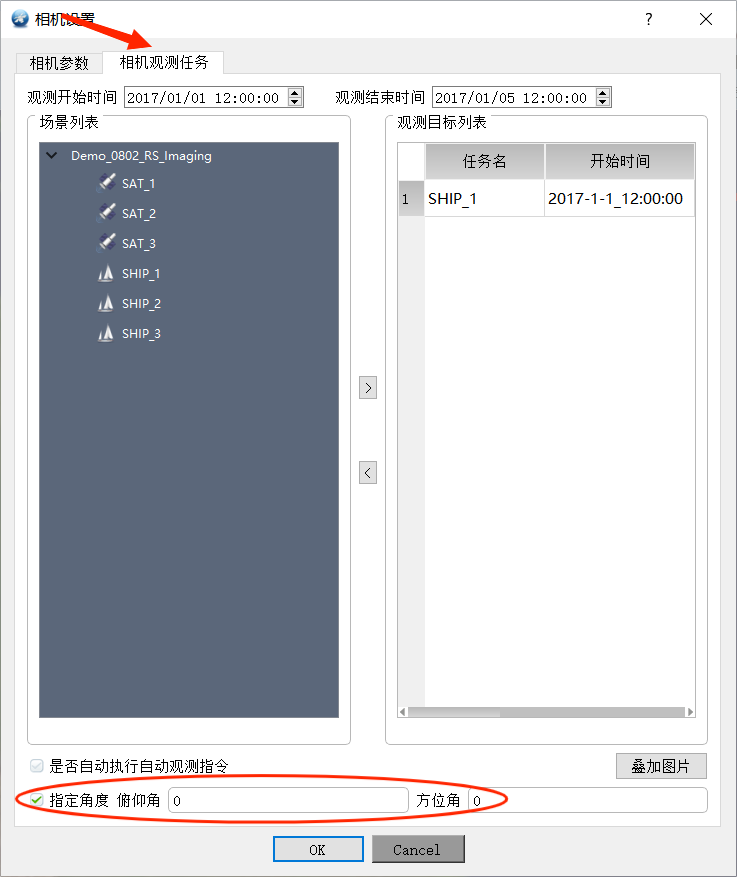 相机设置
?
相机参数 相机观测任务
观测开始时间 2017/01/01 12:00:00 观测结束时间 2017/01/05 12:00:00
场景列表 观测目标列表
Demo_0802_RS_Imaging
SAT_1
SAT_2
SAT_3
SHIP_1
SHIP_2
SHIP_3
>
<
任务名 开始时间
1 SHIP_1 2017-1-1_12:00:00
是否自动执行自动观测指令 叠加图片
指定角度 俯仰角 0 方位角 0
OK Cancel